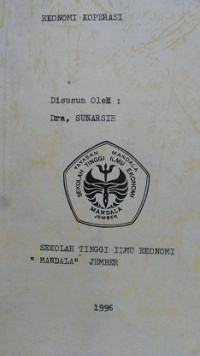 EKONOMI KOPERASI
Disusun Oleh :
Dra, SUNARSIH
YAYASAN MANDALA
SEKOLAH TINGGI ILMU EKONOMI
MANDALA
JEMBER
SEKOLAH TINGGI ILMU EKONOMI
" MANDALA" JEMBER
1996